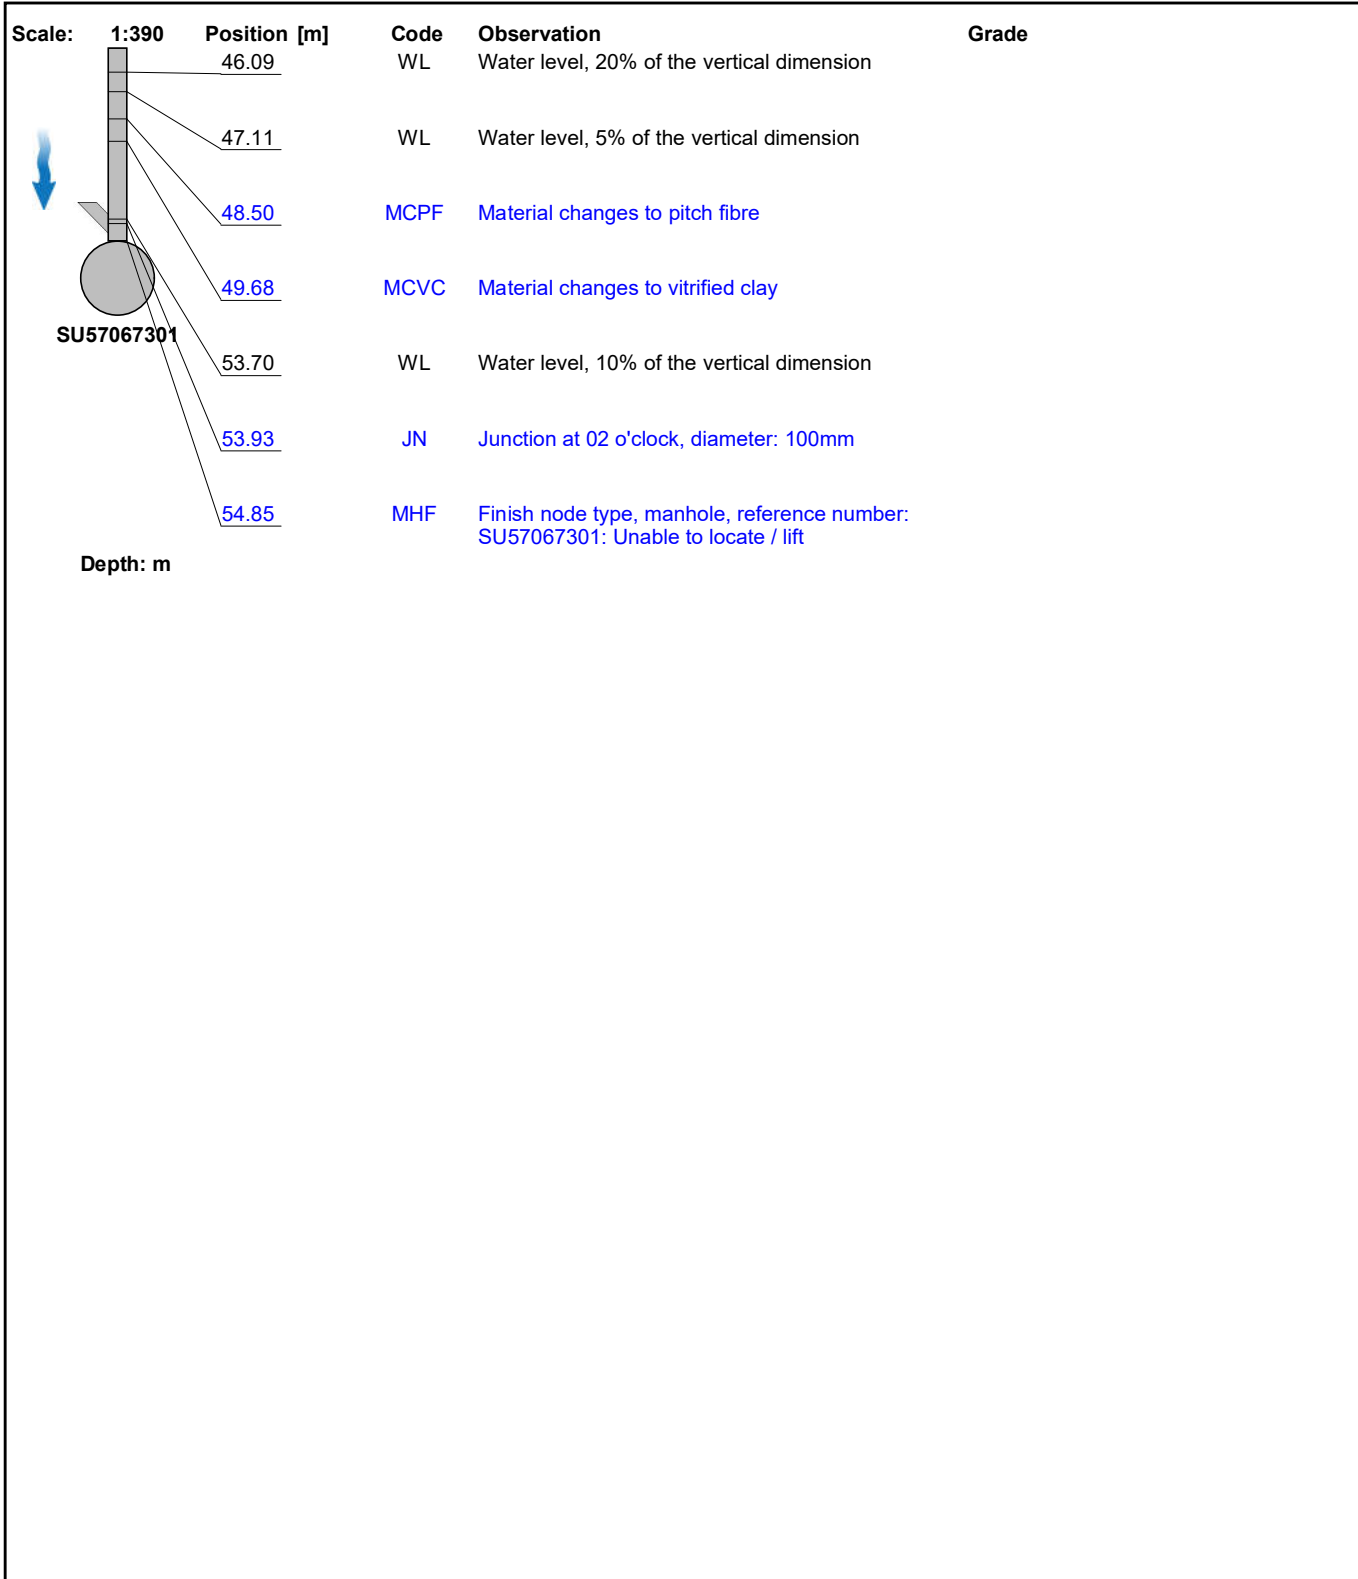 Scale: 1:390 Position [m] Code Observation Grade
46.09 WL Water level, 20% of the vertical dimension
47.11 WL Water level, 5% of the vertical dimension
48.50 MCPF Material changes to pitch fibre
49.68 MCVC Material changes to vitrified clay
SU57067301
53.70 WL Water level, 10% of the vertical dimension
53.93 JN Junction at 02 o'clock, diameter: 100mm
54.85 MHF Finish node type, manhole, reference number:
SU57067301: Unable to locate / lift
Depth: m